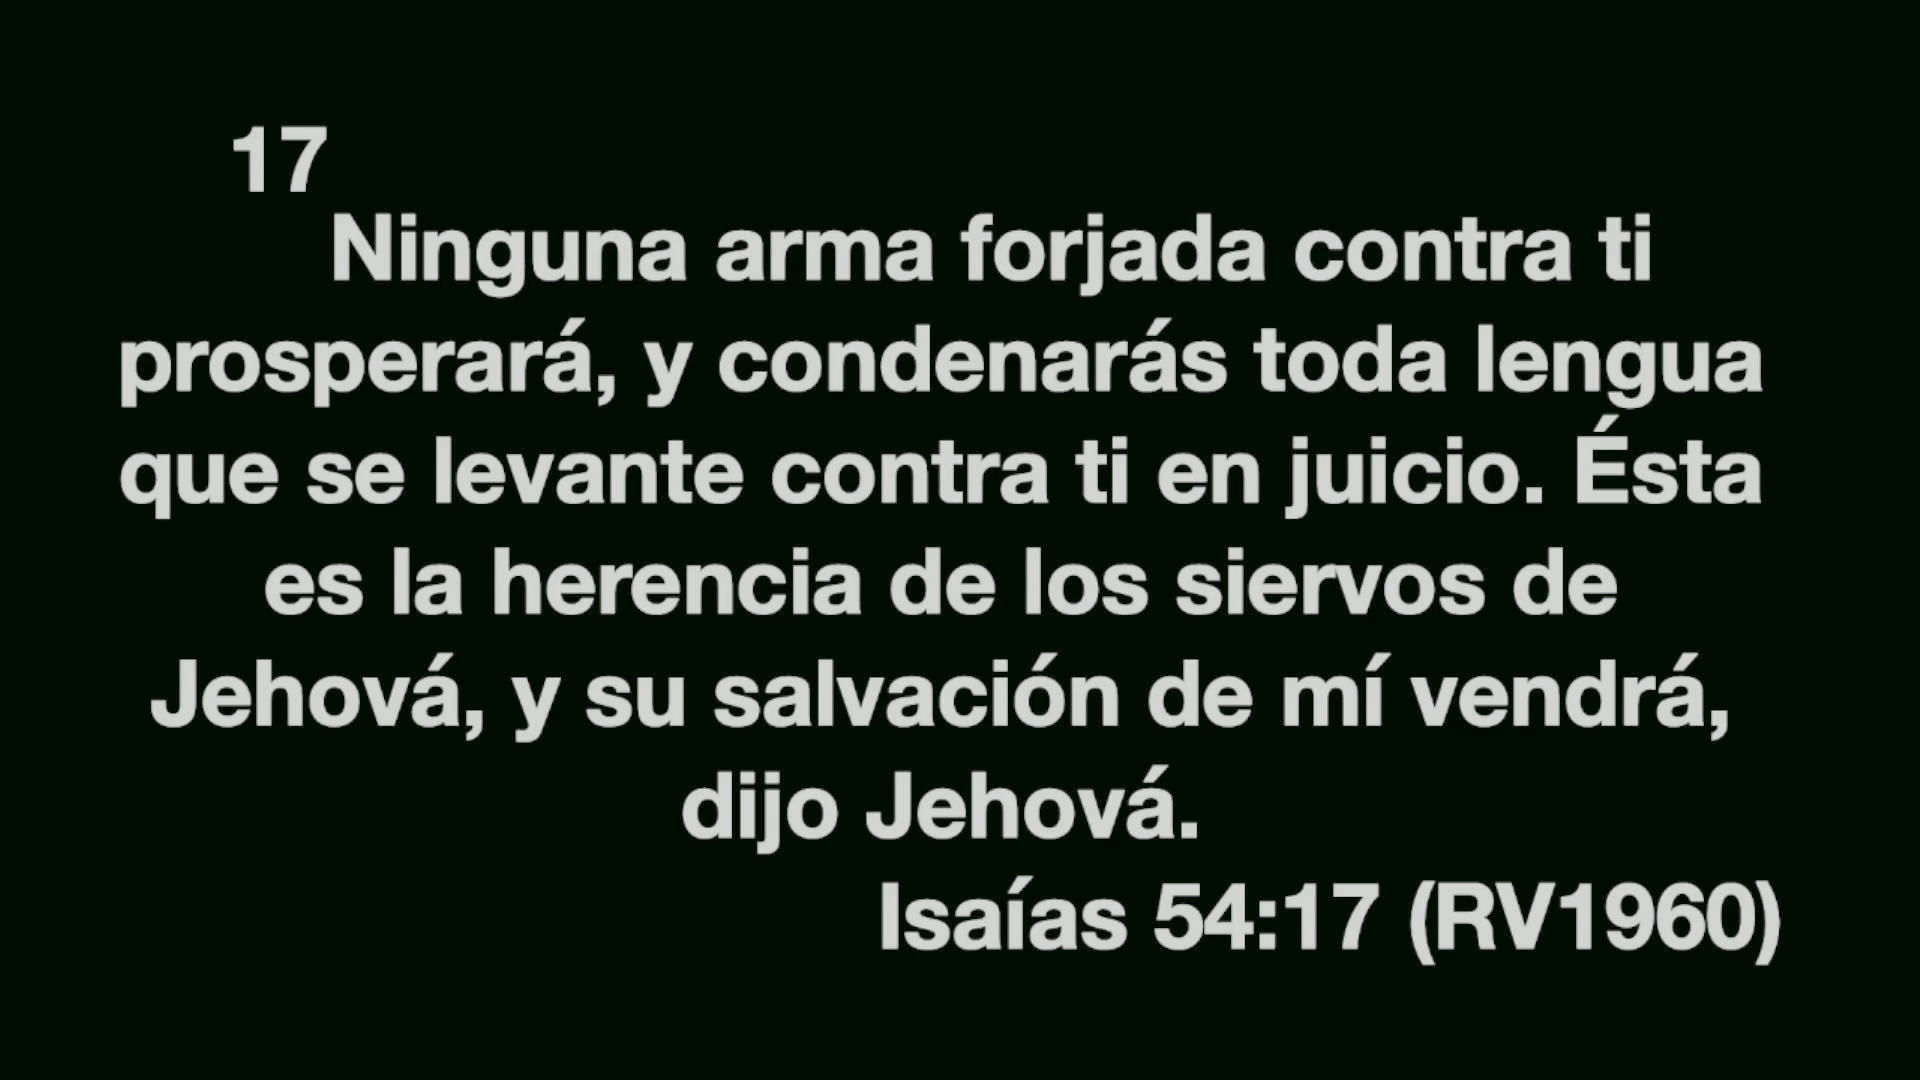 17
Ninguna arma forjada contra ti
prosperará, y condenarás toda lengua
que se levante contra ti en juicio. Ésta
es la herencia de los siervos de
Jehová, y su salvación de mí vendrá,
dijo Jehová.
Isaías 54:17 (RV1960)